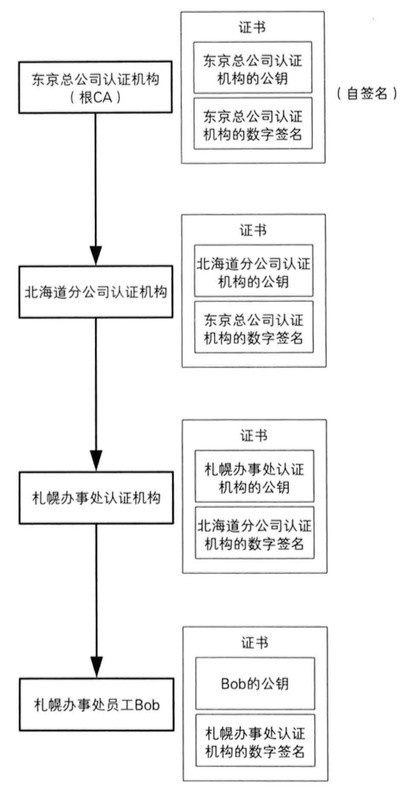 证书
东京总公司认证机构
（根CA）
东京总公司认证
机构的公钥
（自签名）
东京总公司认证
机构的数字签名
证书
北海道分公司认证
机构的公钥
北海道分公司认证机构
东京总公司认证
机构的数字签名
证书
札幌办事处认证
机构的公钥
札幌办事处认证机构
北海道分公司认证
机构的数字签名
证书
Bob的公钥
札幌办事处员工Bob
札幌办事处认证
机构的数字签名